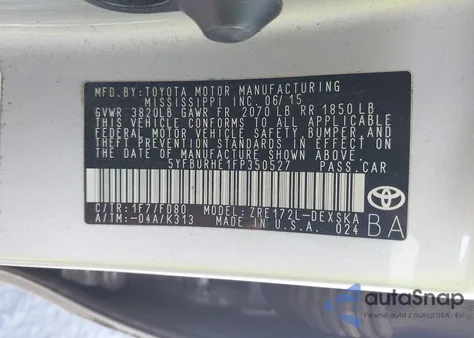 MFD. BY: TOYOTA MOTOR MANUFACTURING
MISSISSIPPI INC. 06/15
GVWR 3820LB GAWR FR 2070 LB RR 1850 LB
THIS VEHICLE CONFORMS TO ALL APPLICABLE
FEDERAL MOTOR VEHICLE SAFETY, BUMPER, AND
THEFT PREVENTION STANDARDS IN EFFECT
ON THE DATE OF MANUFACTURE SHOWN ABOVE.
5YFBURHE1FP350527 PASS.CAR
C/TR: 1F7/FD80 MODEL: ZRE172L-DEXSKA
A/TM: -04A/K313 MADE IN U.S.A. 024
BA
autoSnap